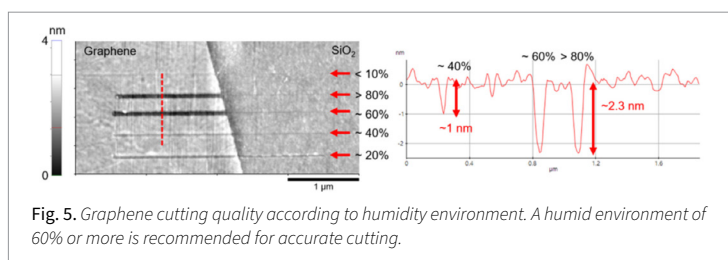 nm
4
0
Graphene
SiO2
< 10%
> 80%
~ 60%
~ 40%
~ 20%
1 μm
nm
~ 40%
~ 60%
> 80%
0
-1
-2
~1 nm
~2.3 nm
0
0.4
0.8
1.2
1.6
μm
Fig. 5. Graphene cutting quality according to humidity environment. A humid environment of
60% or more is recommended for accurate cutting.